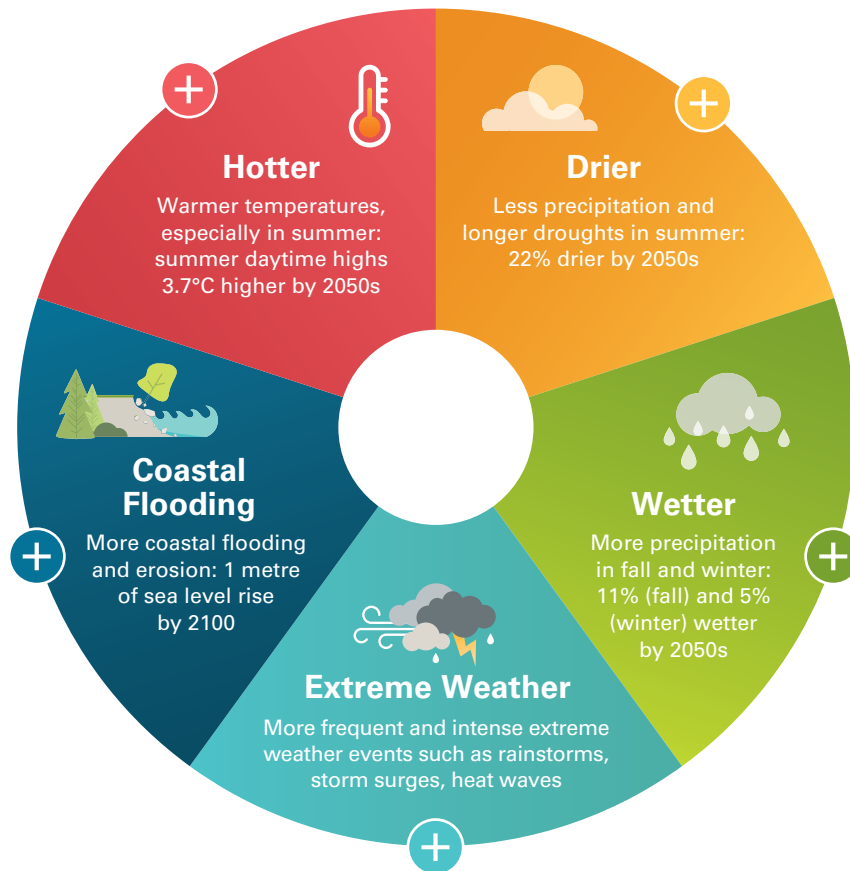 Hotter
Warmer temperatures,
especially in summer:
summer daytime highs
3.7°C higher by 2050s
Drier
Less precipitation and
longer droughts in summer:
22% drier by 2050s
Wetter
More precipitation
in fall and winter:
11% (fall) and 5%
(winter) wetter
by 2050s
Extreme Weather
More frequent and intense extreme
weather events such as rainstorms,
storm surges, heat waves
Coastal
Flooding
More coastal flooding
and erosion: 1 metre
of sea level rise
by 2100